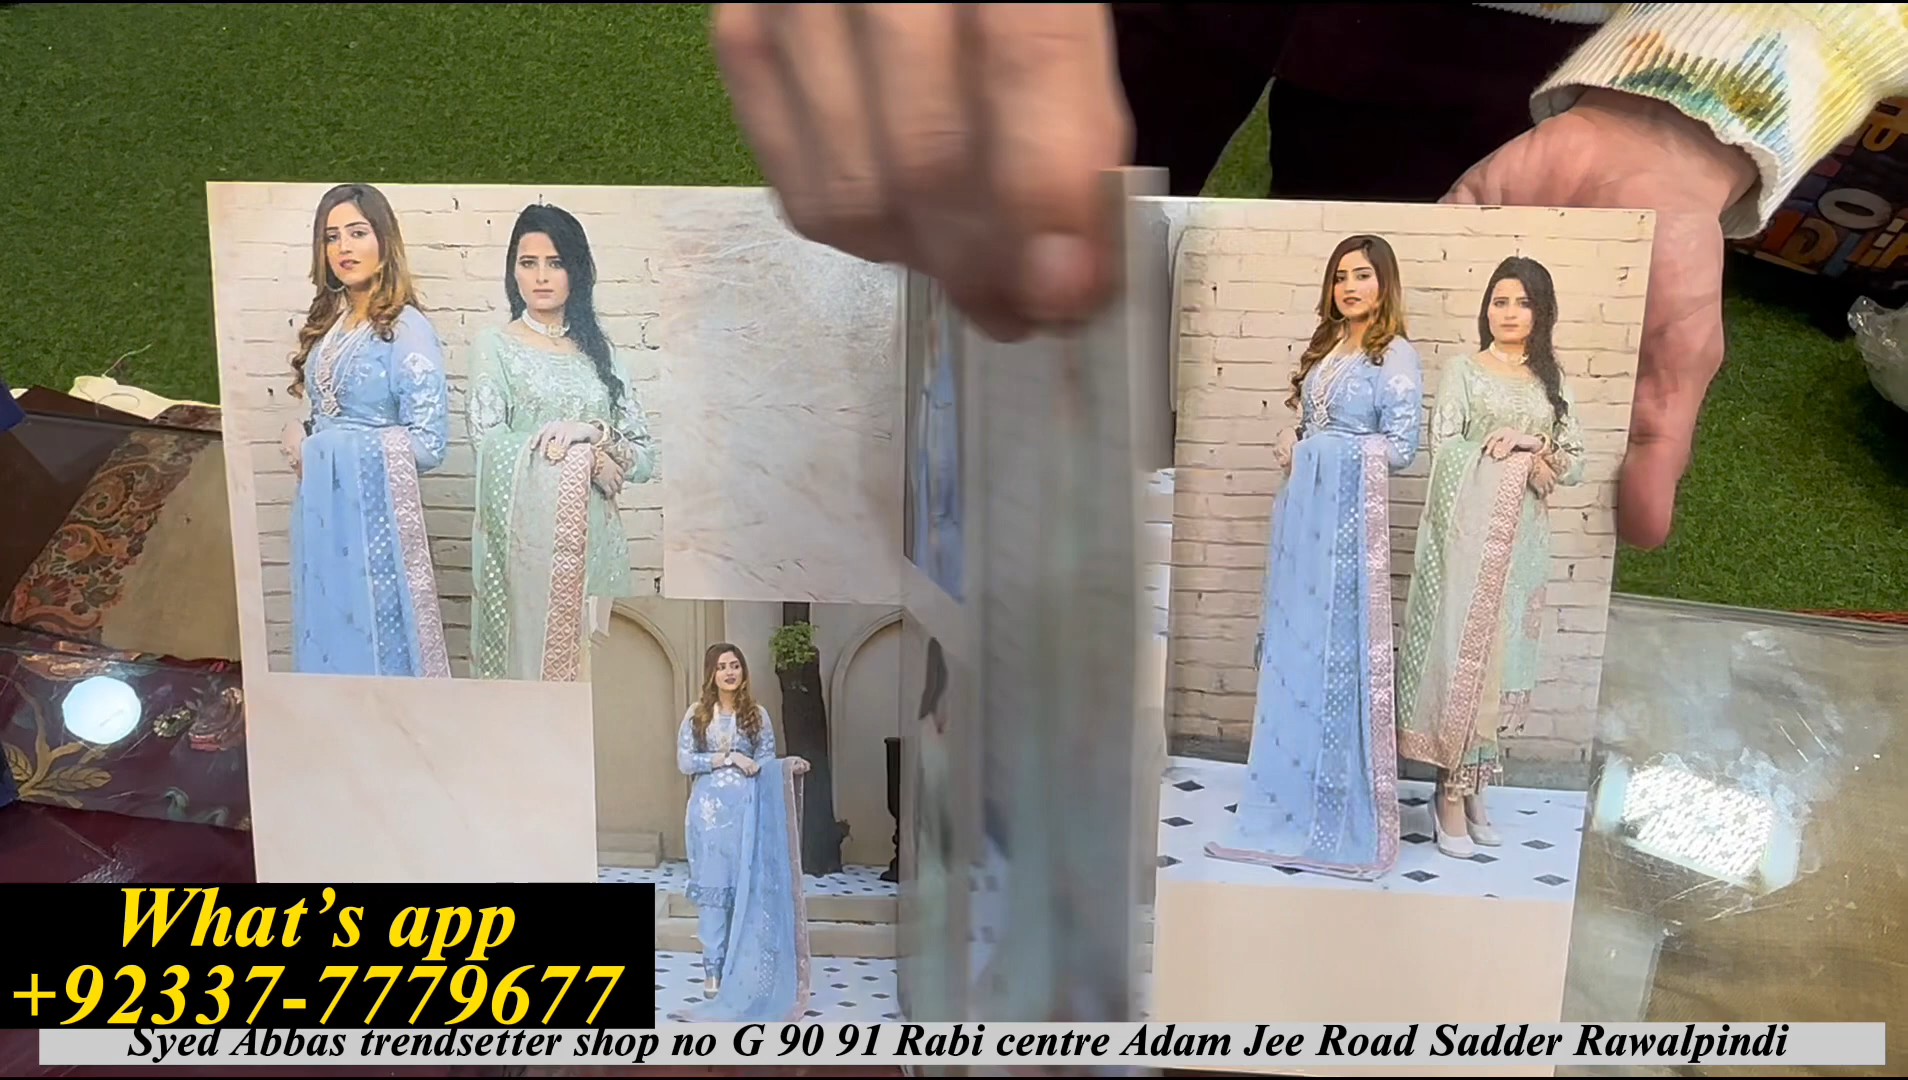 What's app
+92337-7779677
Syed Abbas trendsetter shop no G 90 91 Rabi centre Adam Jee Road Sadder Rawalpindi